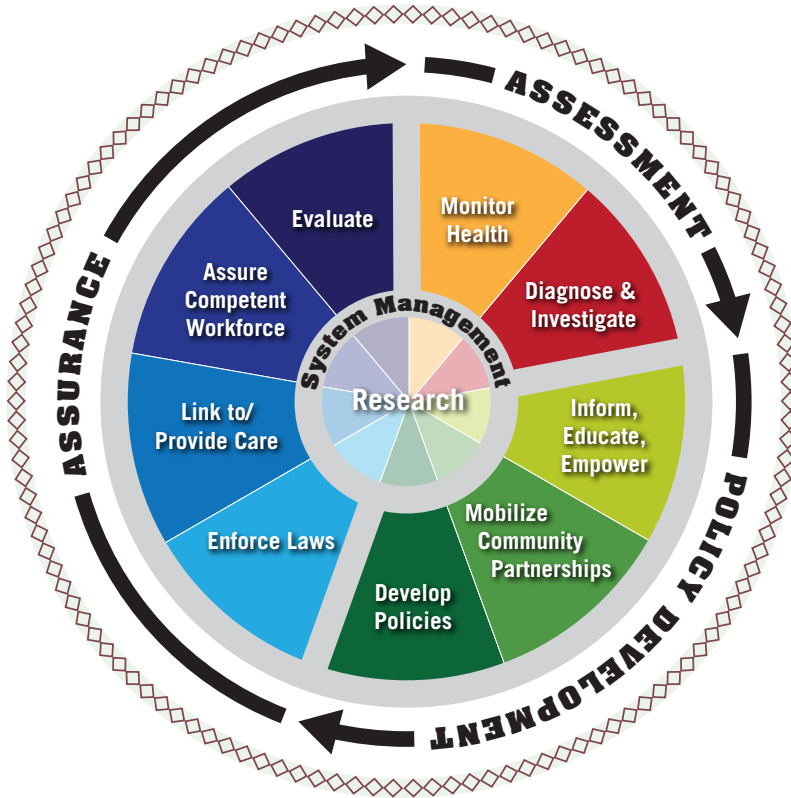 ASSESSMENT
POLICY DEVELOPMENT
ASSURANCE
Monitor
Health
Diagnose &
Investigate
Inform,
Educate,
Empower
Mobilize
Community
Partnerships
Develop
Policies
Enforce Laws
Link to/
Provide Care
Assure
Competent
Workforce
Evaluate
System Management
Research